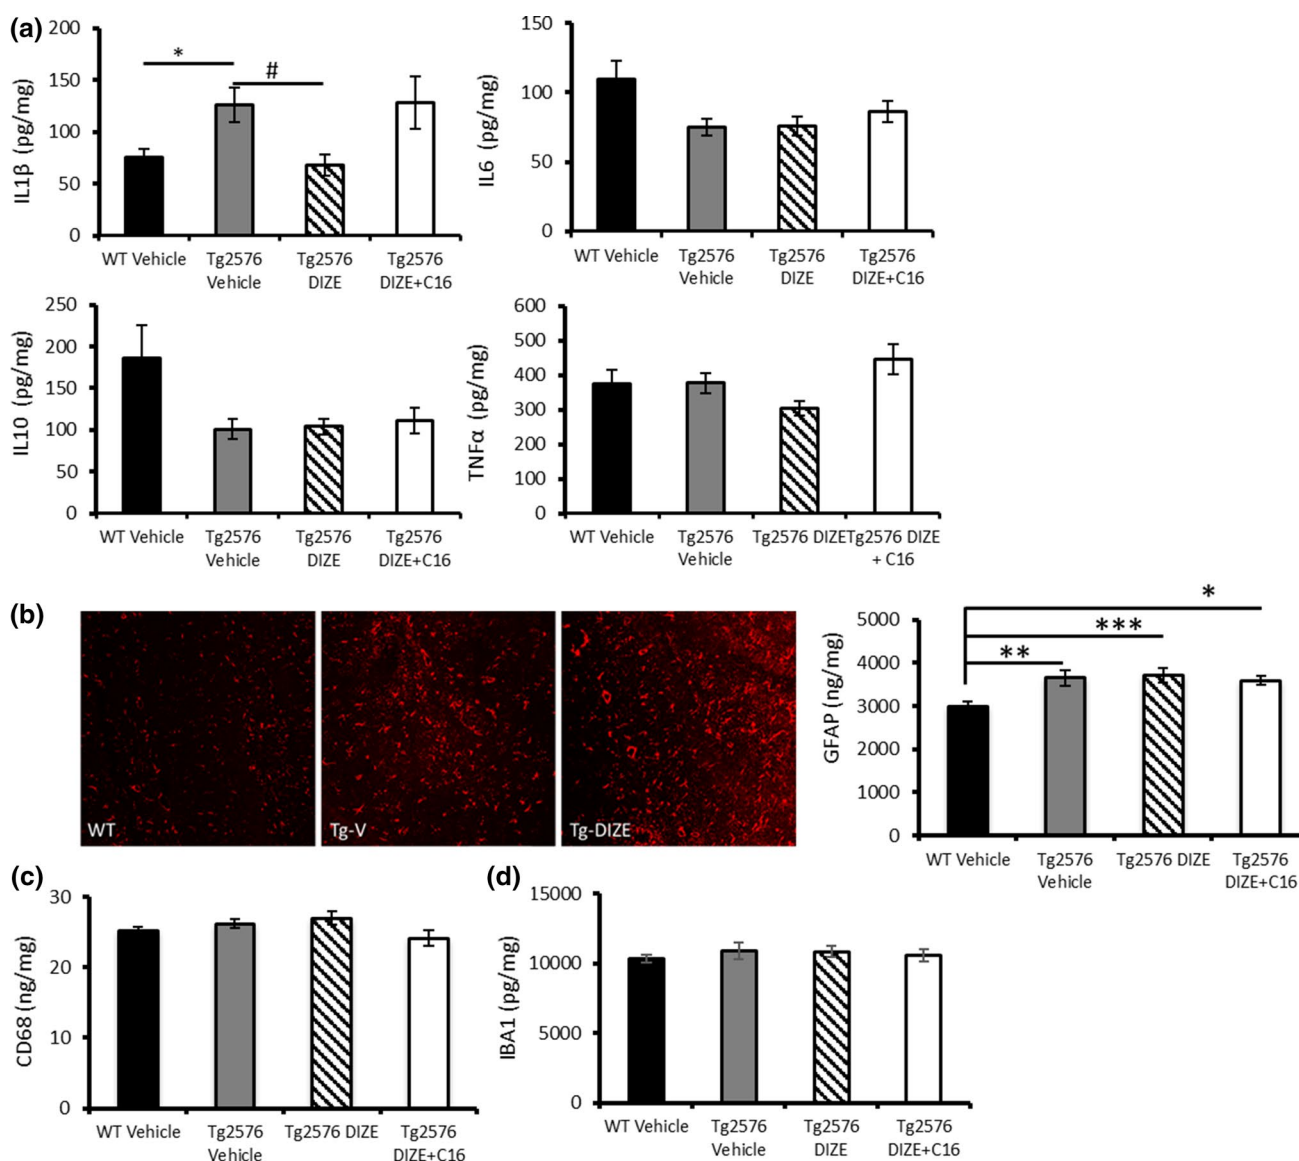 (a)
200
150
100
50
0
IL1β (pg/mg)
*
#
WT Vehicle
Tg2576
Vehicle
Tg2576
DIZE
Tg2576
DIZE+C16
150
100
50
0
IL6 (pg/mg)
WT Vehicle
Tg2576
Vehicle
Tg2576
DIZE
Tg2576
DIZE+C16
250
200
150
100
50
0
IL10 (pg/mg)
WT Vehicle
Tg2576
Vehicle
Tg2576
DIZE
Tg2576
DIZE+C16
600
500
400
300
200
100
0
TNFα (pg/mg)
WT Vehicle
Tg2576
Vehicle
Tg2576 DIZE
Tg2576 DIZE
+ C16
(b)
WT
Tg-V
Tg-DIZE
5000
4000
3000
2000
1000
0
GFAP (ng/mg)
*
***
**
WT Vehicle
Tg2576
Vehicle
Tg2576 DIZE
Tg2576
DIZE+C16
(c)
30
20
10
0
CD68 (ng/mg)
WT Vehicle
Tg2576
Vehicle
Tg2576 DIZE
Tg2576
DIZE+C16
(d)
15000
10000
5000
0
IBA1 (pg/mg)
WT Vehicle
Tg2576
Vehicle
Tg2576
DIZE
Tg2576
DIZE+C16